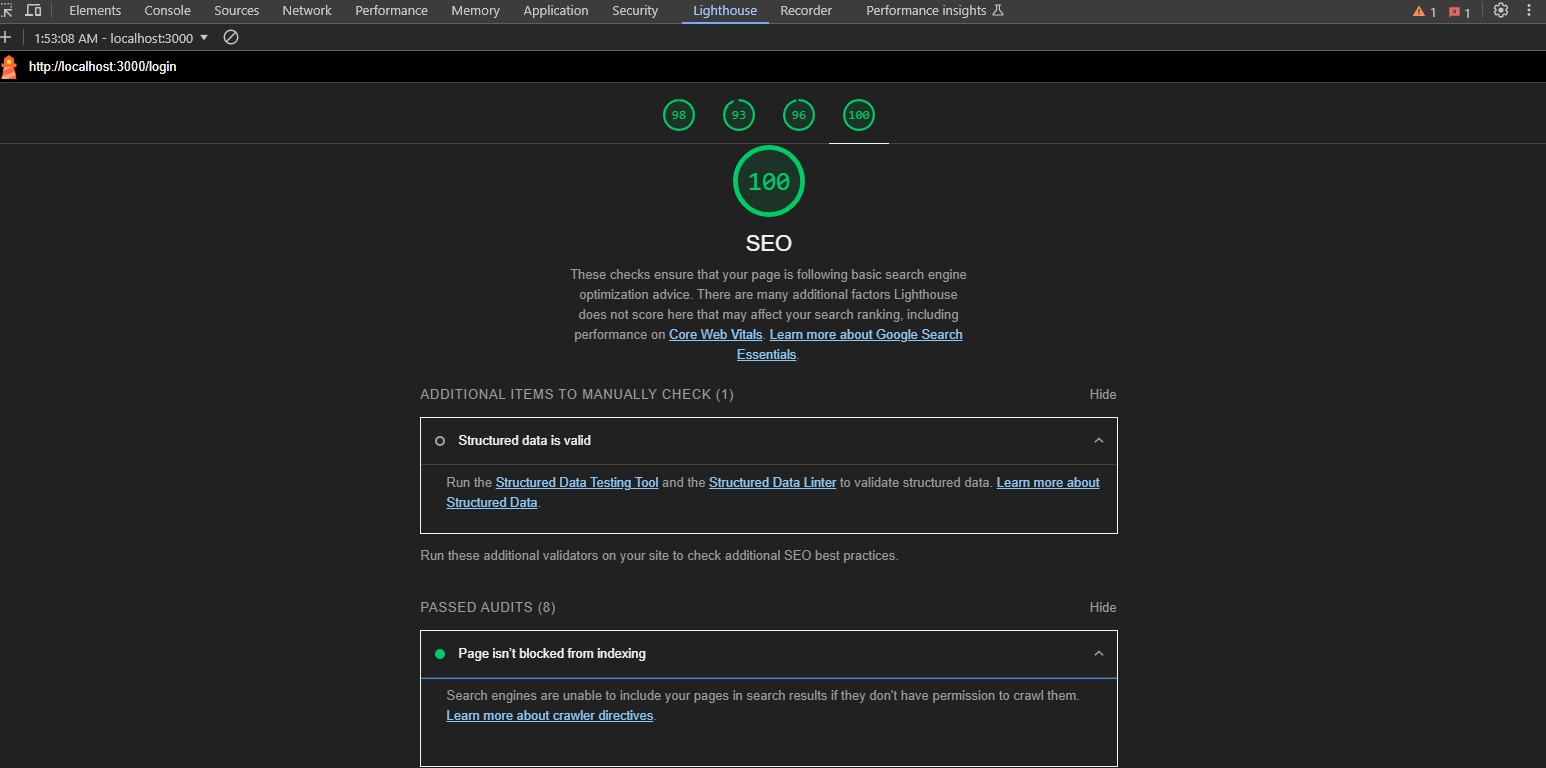 Elements Console Sources Network Performance Memory Application Security Lighthouse Recorder Performance insights 1 1
1:53:08 AM - localhost:3000
http://localhost:3000/login
98 93 96 100
100
SEO
These checks ensure that your page is following basic search engine
optimization advice. There are many additional factors Lighthouse
does not score here that may affect your search ranking, including
performance on Core Web Vitals. Learn more about Google Search
Essentials.
ADDITIONAL ITEMS TO MANUALLY CHECK (1) Hide
Structured data is valid
Run the Structured Data Testing Tool and the Structured Data Linter to validate structured data. Learn more about
Structured Data.
Run these additional validators on your site to check additional SEO best practices.
PASSED AUDITS (8) Hide
Page isn’t blocked from indexing
Search engines are unable to include your pages in search results if they don't have permission to crawl them.
Learn more about crawler directives.